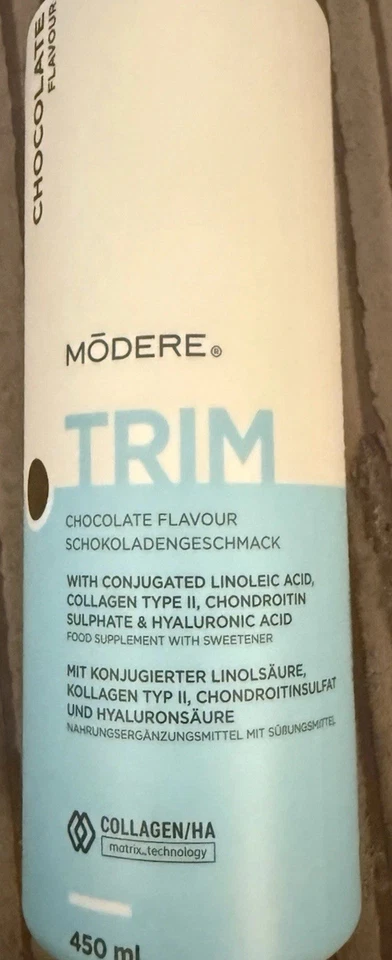 CHOCOLATE
FLAVOUR
MŌDERE®
TRIM
CHOCOLATE FLAVOUR
SCHOKOLADENGESCHMACK
WITH CONJUGATED LINOLEIC ACID,
COLLAGEN TYPE II, CHONDROITIN
SULPHATE & HYALURONIC ACID
FOOD SUPPLEMENT WITH SWEETENER
MIT KONJUGIERTER LINOLSÄURE,
KOLLAGEN TYP II, CHONDROITINSULFAT
UND HYALURONSÄURE
NAHRUNGSERGÄNZUNGSMITTEL MIT SÜßUNGSMITTEL
COLLAGEN/HA
matrix™ technology
450 ml